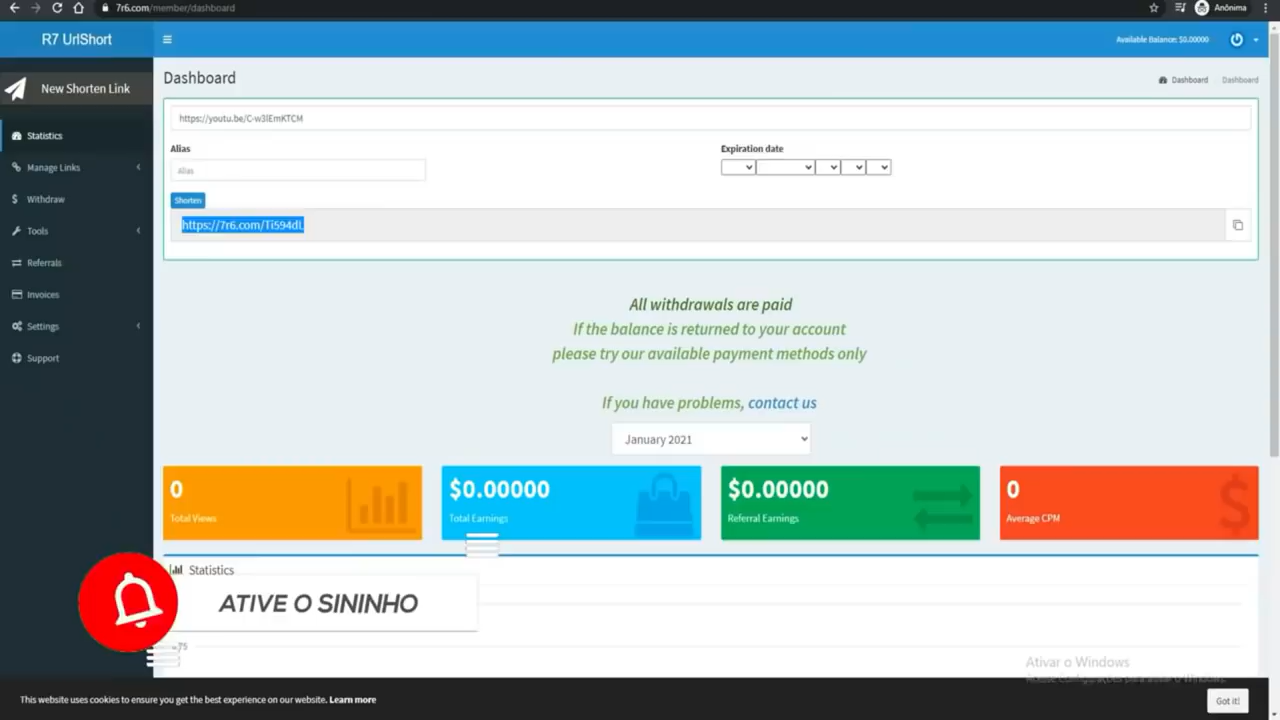 7r6.com/member/dashboard
Anônima
R7 UrlShort
Available Balance: $0.00000
New Shorten Link
Dashboard
Dashboard
Dashboard
https://youtu.be/C-w3lEmKTCM
Statistics
Alias
Expiration date
Manage Links
Alias
Withdraw
Shorten
https://7r6.com/Ti594dL
Tools
Referrals
Invoices
Settings
Support
All withdrawals are paid
If the balance is returned to your account
please try our available payment methods only
If you have problems, contact us
January 2021
0
Total Views
$0.00000
Total Earnings
$0.00000
Referral Earnings
0
Average CPM
Statistics
ATIVE O SININHO
Ativar o Windows
This website uses cookies to ensure you get the best experience on our website. Learn more
Got it!